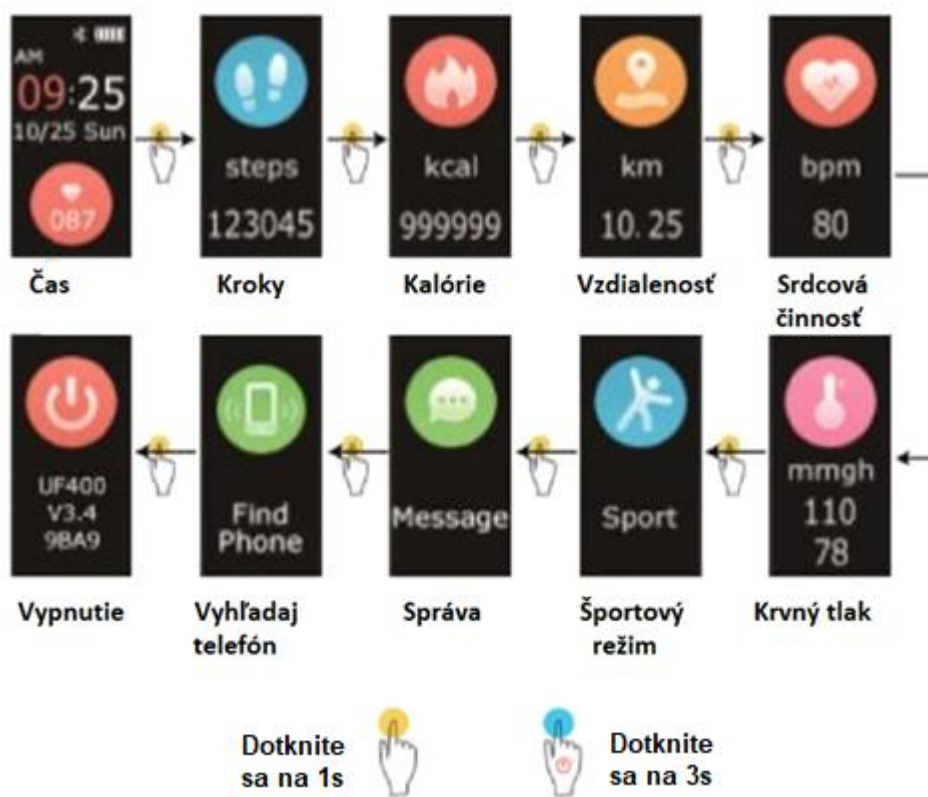 AM
09:25
10/25 Sun
087
steps
123045
kcal
999999
km
10.25
bpm
80
Čas
Kroky
Kalórie
Vzdialenosť
Srdcová
činnosť
UF400
V3.4
9BA9
Find
Phone
Message
Sport
mmgh
110
78
Vypnutie
Vyhľadaj
telefón
Správa
Športový
režim
Krvný tlak
Dotknite
sa na 1s
Dotknite
sa na 3s